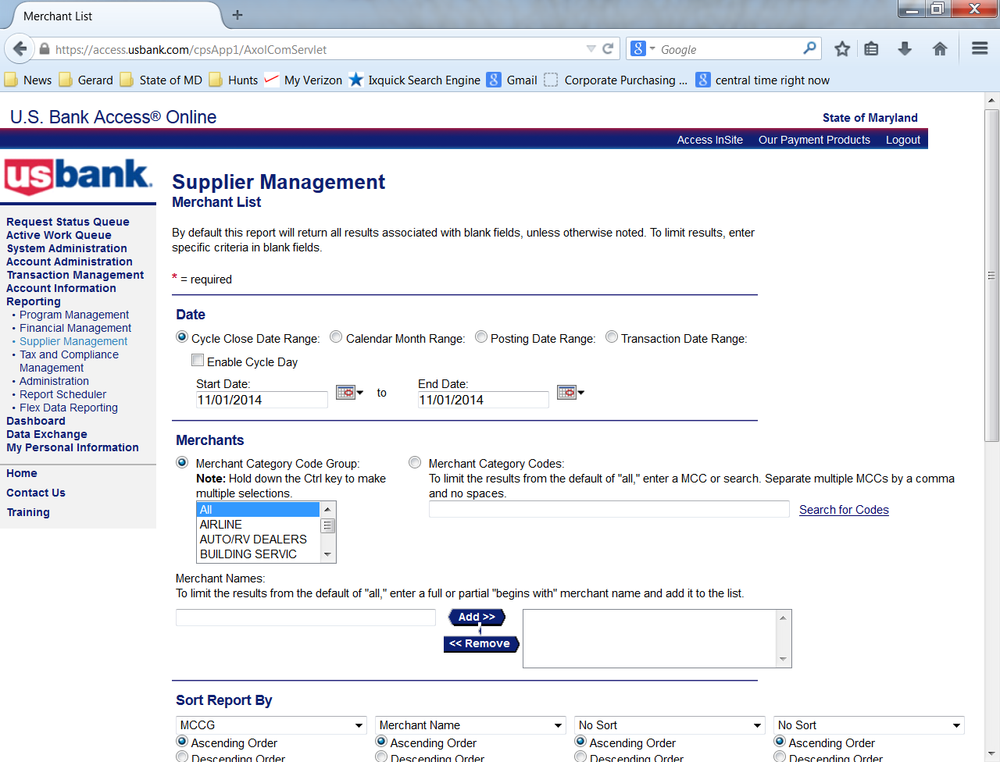 Merchant List
https://access.usbank.com/cpsApp1/AxolComServlet
Google
News Gerard State of MD Hunts My Verizon Ixquick Search Engine Gmail Corporate Purchasing ... central time right now
U.S. Bank Access® Online
State of Maryland
Access InSite Our Payment Products Logout
usbank.
Supplier Management
Merchant List
Request Status Queue
Active Work Queue
System Administration
Account Administration
Transaction Management
Account Information
Reporting
• Program Management
• Financial Management
• Supplier Management
• Tax and Compliance
Management
• Administration
• Report Scheduler
• Flex Data Reporting
Dashboard
Data Exchange
My Personal Information
Home
Contact Us
Training
By default this report will return all results associated with blank fields, unless otherwise noted. To limit results, enter
specific criteria in blank fields.
* = required
Date
Cycle Close Date Range: Calendar Month Range: Posting Date Range: Transaction Date Range:
Enable Cycle Day
Start Date: End Date:
11/01/2014 to 11/01/2014
Merchants
Merchant Category Code Group:
Note: Hold down the Ctrl key to make
multiple selections.
All
AIRLINE
AUTO/RV DEALERS
BUILDING SERVIC
Merchant Category Codes:
To limit the results from the default of "all," enter a MCC or search. Separate multiple MCCs by a comma
and no spaces.
Search for Codes
Merchant Names:
To limit the results from the default of "all," enter a full or partial "begins with" merchant name and add it to the list.
Add >>
<< Remove
Sort Report By
MCCG Merchant Name No Sort No Sort
Ascending Order Ascending Order Ascending Order Ascending Order
Descending Order Descending Order Descending Order Descending Order